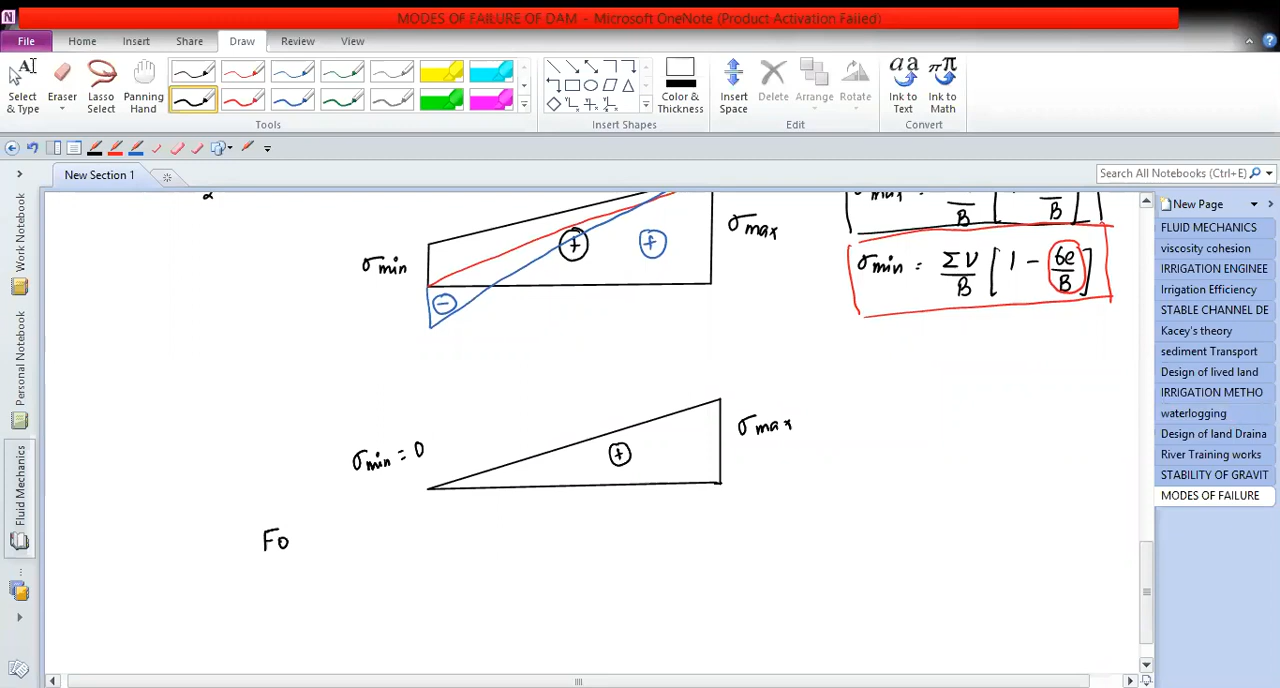 MODES OF FAILURE OF DAM - Microsoft OneNote (Product Activation Failed)
File Home Insert Share Draw Review View
Select & Type
Eraser
Lasso Select
Panning Hand
Color & Thickness
Insert Space
Delete
Arrange
Rotate
Ink to Text
Ink to Math
Tools
Insert Shapes
Edit
Convert
New Section 1
Search All Notebooks (Ctrl+E)
Work Notebook
Personal Notebook
Fluid Mechanics
New Page
FLUID MECHANICS
viscosity cohesion
IRRIGATION ENGINEE
Irrigation Efficiency
STABLE CHANNEL DE
Kacey's theory
sediment Transport
Design of lived land
IRRIGATION METHO
waterlogging
Design of land Draina
River Training works
STABILITY OF GRAVIT
MODES OF FAILURE
σmin
+
+
-
σmax
σmin = ΣV/B [1 - 6e/B]
σmin = 0
+
σmax
Fo